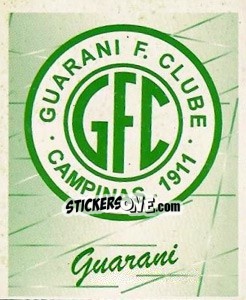 GUARANI F. CLUBE
GFC
CAMPINAS 1911
STICKERSONE.com
Guarani